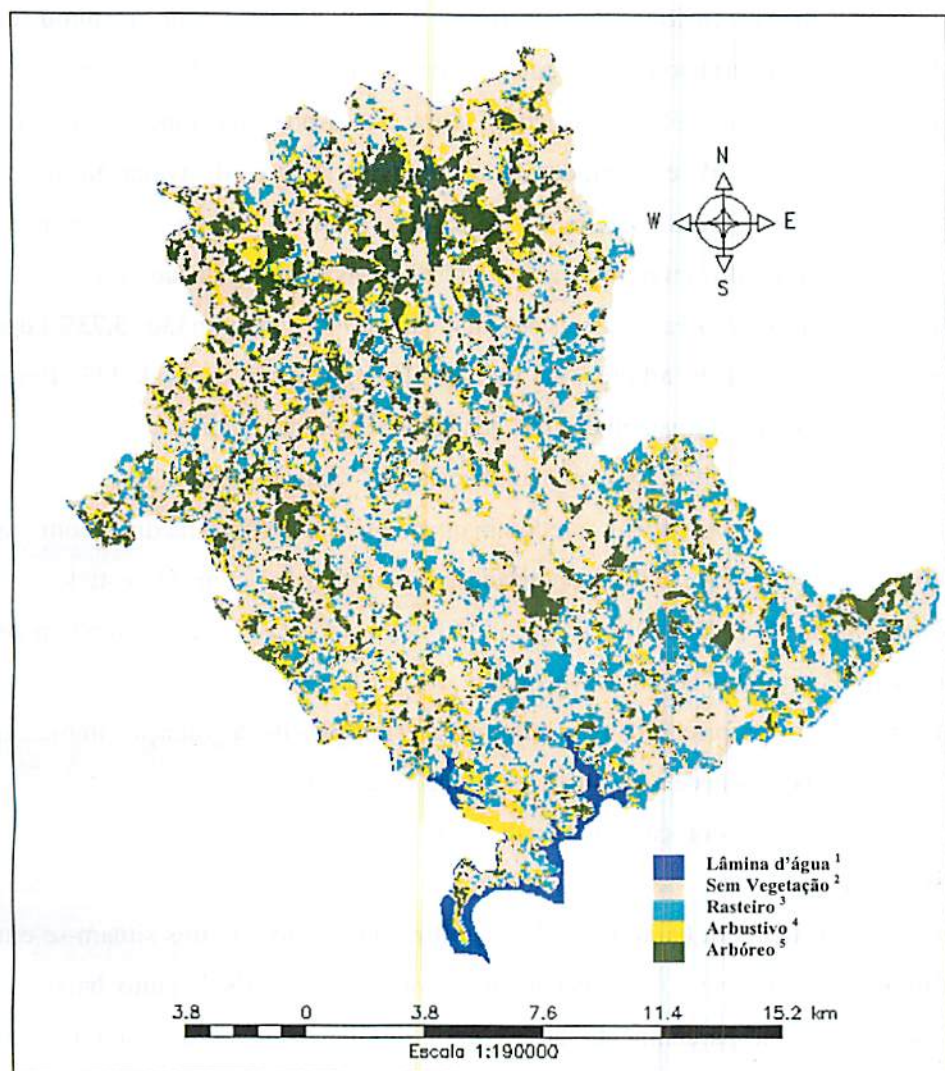 N
W E
S
Lâmina d'água ¹
Sem Vegetação ²
Rasteiro ³
Arbustivo ⁴
Arbóreo ⁵
3.8 0 3.8 7.6 11.4 15.2 km
Escala 1:190000